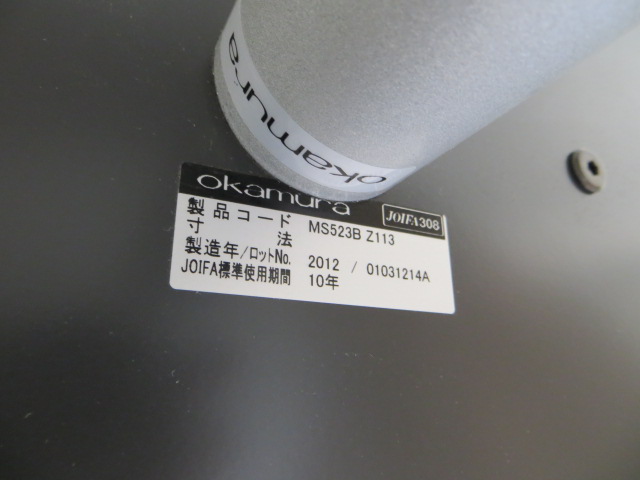 okamura
okamura JOIFA308
製品コード MS523B Z113
寸法
製造年/ロットNo. 2012 / 01031214A
JOIFA標準使用期間 10年